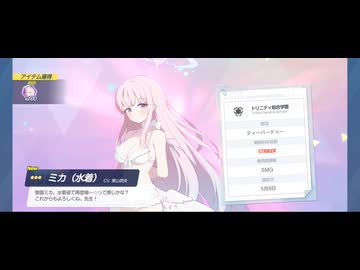 アイテム獲得
トリニティ総合学園
ティーパーティー
STRIKER
SMG
5月8日
New
★★★ ミカ（水着） CV. 東山奈央
聖園ミカ、水着姿で再登場――☆って感じかな？
これからもよろしくね、先生！